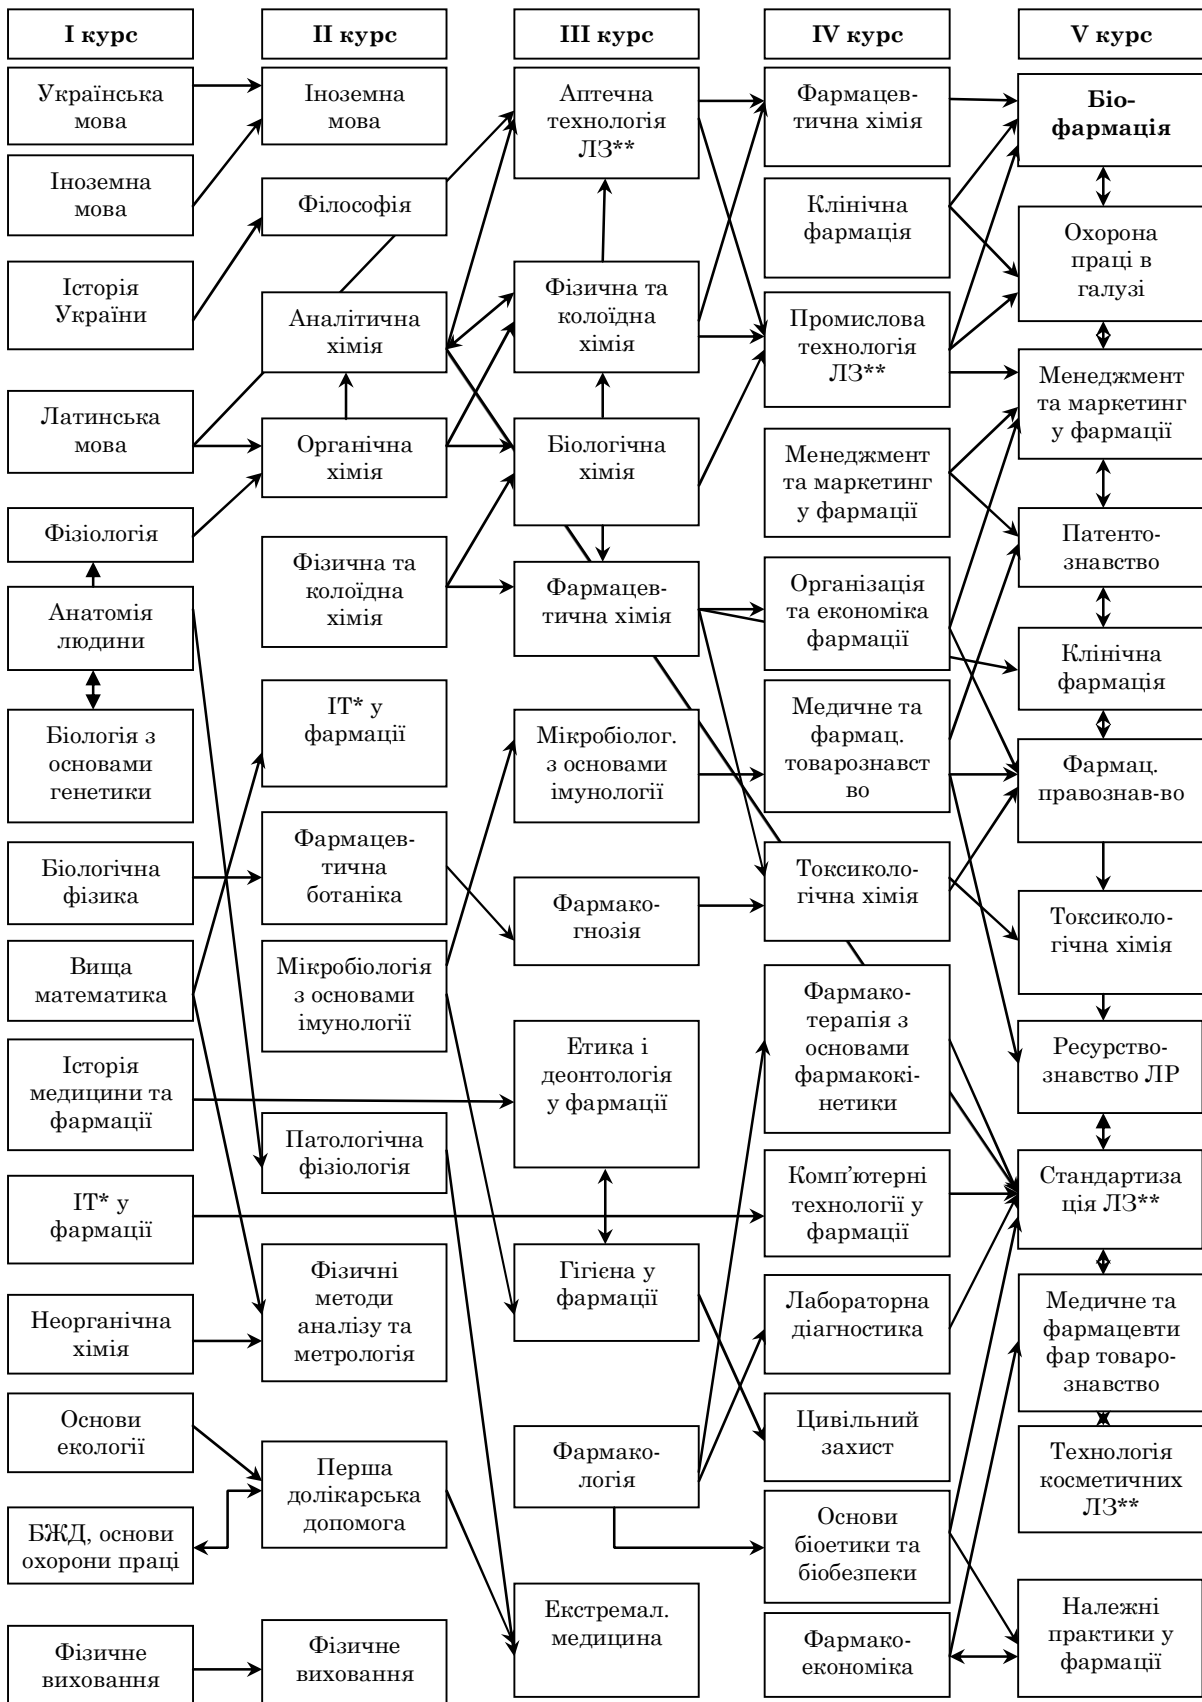 I курс
II курс
III курс
IV курс
V курс
Українська
мова
Іноземна
мова
Історія
України
Латинська
мова
Фізіологія
Анатомія
людини
Біологія з
основами
генетики
Біологічна
фізика
Вища
математика
Історія
медицини та
фармації
ІТ* у
фармації
Неорганічна
хімія
Основи
екології
БЖД, основи
охорони праці
Фізичне
виховання
Іноземна
мова
Філософія
Аналітична
хімія
Органічна
хімія
Фізична та
колоїдна
хімія
ІТ* у
фармації
Фармацев-
тична
ботаніка
Мікробіологія
з основами
імунології
Патологічна
фізіологія
Фізичні
методи
аналізу та
метрологія
Перша
долікарська
допомога
Фізичне
виховання
Аптечна
технологія
ЛЗ**
Фізична та
колоїдна
хімія
Біологічна
хімія
Фармацев-
тична хімія
Мікробіолог.
з основами
імунології
Фармако-
гнозія
Етика і
деонтологія
у фармації
Гігієна у
фармації
Фармако-
логія
Екстремал.
медицина
Фармацев-
тична хімія
Клінічна
фармація
Промислова
технологія
ЛЗ**
Менеджмент
та маркетинг
у фармації
Організація
та економіка
фармації
Медичне та
фармац.
товарознавст
во
Токсиколо-
гічна хімія
Фармако-
терапія з
основами
фармакокі-
нетики
Комп'ютерні
технології у
фармації
Лабораторна
діагностика
Цивільний
захист
Основи
біоетики та
біобезпеки
Фармако-
економіка
Біо-
фармація
Охорона
праці в
галузі
Менеджмент
та маркетинг
у фармації
Патенто-
знавство
Клінічна
фармація
Фармац.
правознав-во
Токсиколо-
гічна хімія
Ресурство-
знавство ЛР
Стандартиза
ція ЛЗ**
Медичне та
фармацевти
фар товаро-
знавство
Технологія
косметичних
ЛЗ**
Належні
практики у
фармації